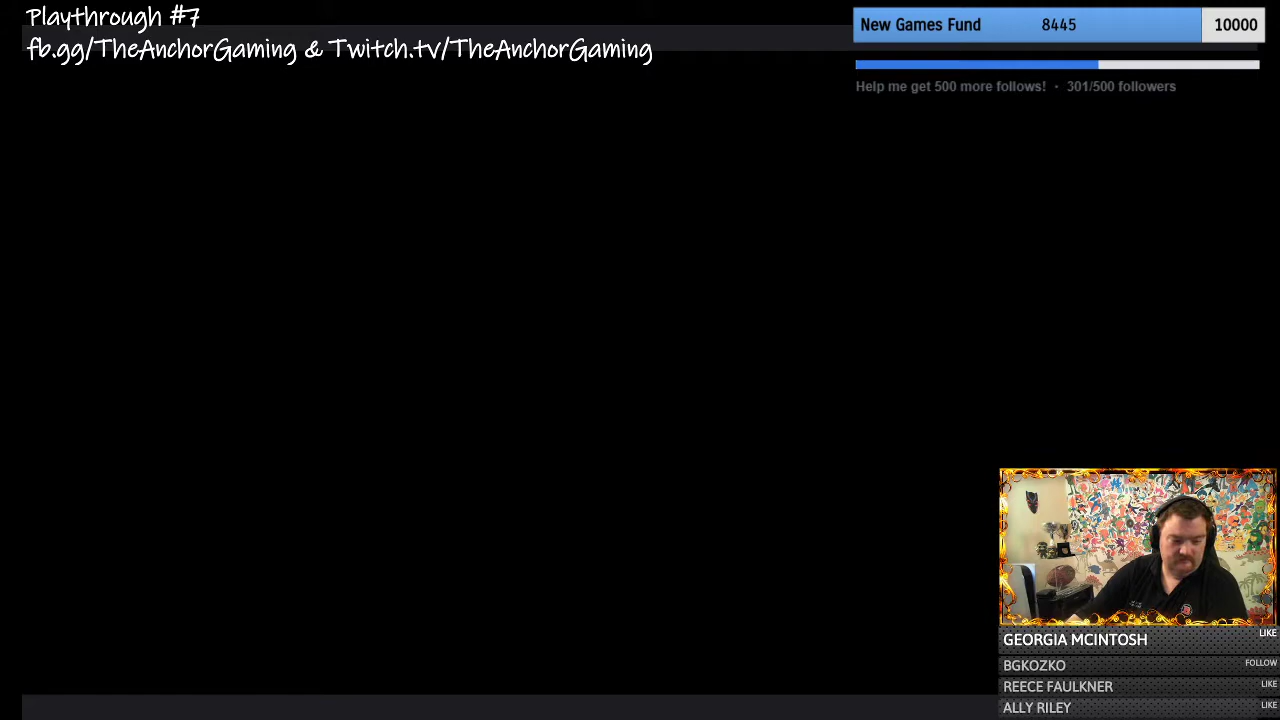 Playthrough #7
fb.gg/TheAnchorGaming & Twitch.tv/TheAnchorGaming
New Games Fund 8445 10000
Help me get 500 more follows! · 301/500 followers
GEORGIA MCINTOSH LIKE
BGKOZKO FOLLOW
REECE FAULKNER LIKE
ALLY RILEY LIKE